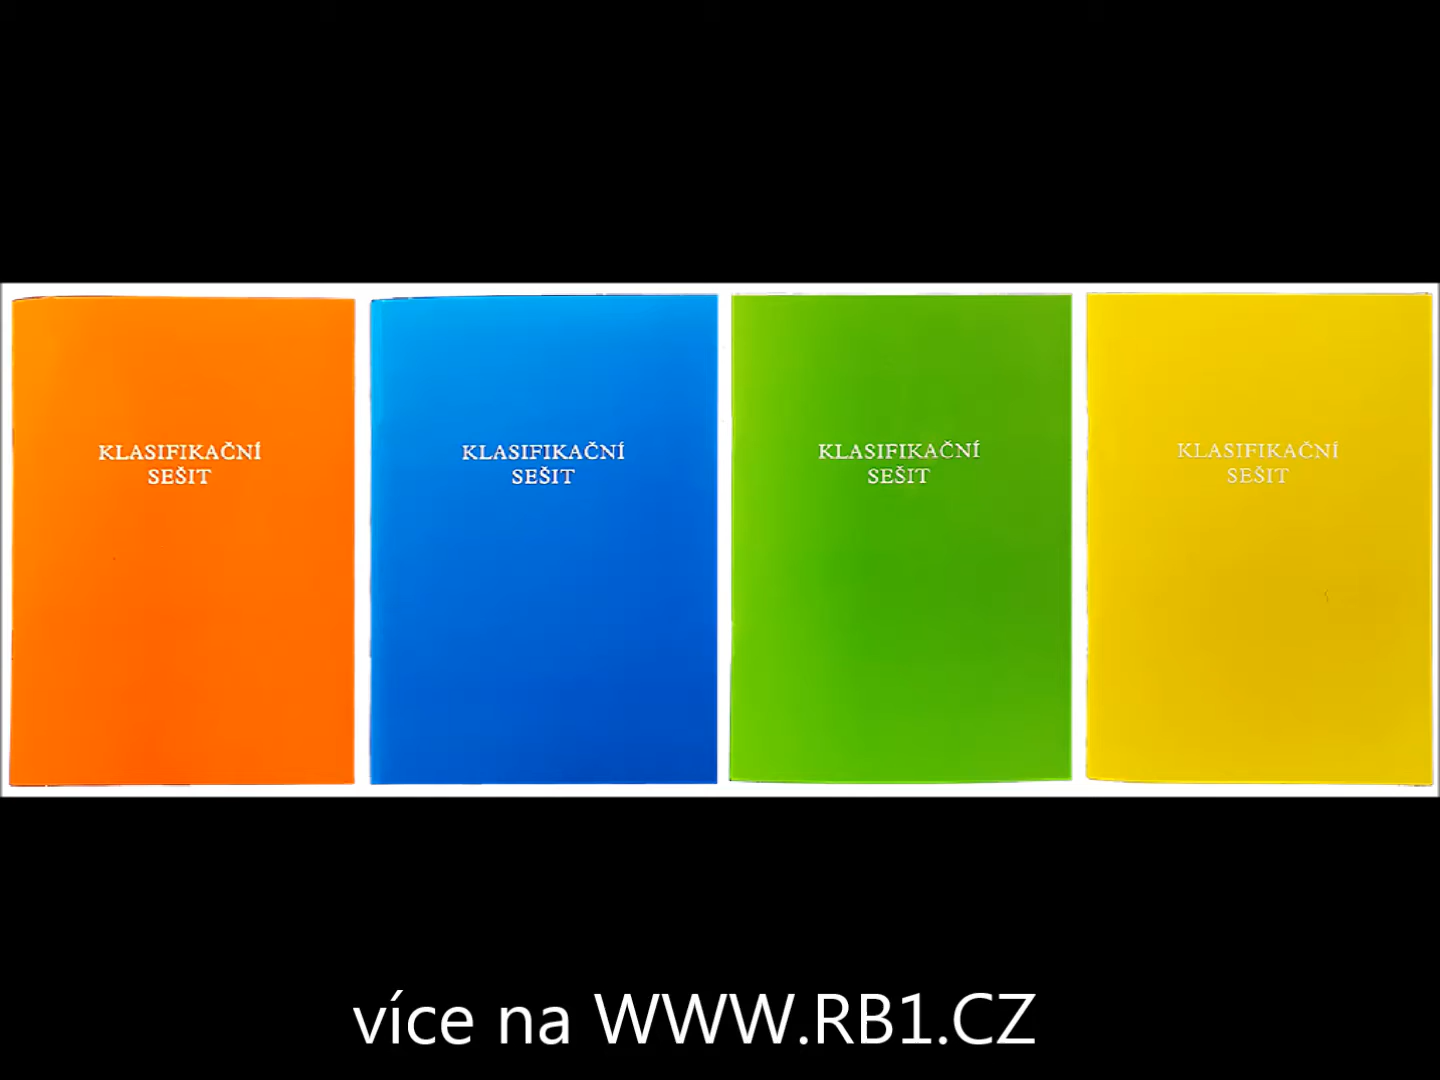 KLASIFIKAČNÍ
SEŠIT
KLASIFIKAČNÍ
SEŠIT
KLASIFIKAČNÍ
SEŠIT
KLASIFIKAČNÍ
SEŠIT
více na WWW.RB1.CZ